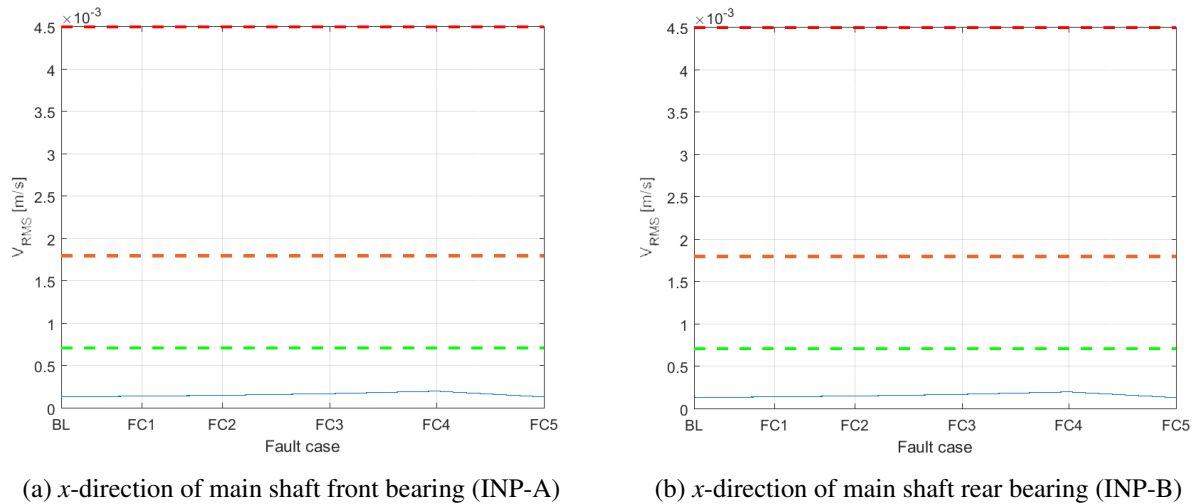 ×10⁻³
4.5
4
3.5
3
2.5
2
1.5
1
0.5
0
V_RMS [m/s]
BL FC1 FC2 FC3 FC4 FC5
Fault case
(a) x-direction of main shaft front bearing (INP-A)
×10⁻³
4.5
4
3.5
3
2.5
2
1.5
1
0.5
0
V_RMS [m/s]
BL FC1 FC2 FC3 FC4 FC5
Fault case
(b) x-direction of main shaft rear bearing (INP-B)